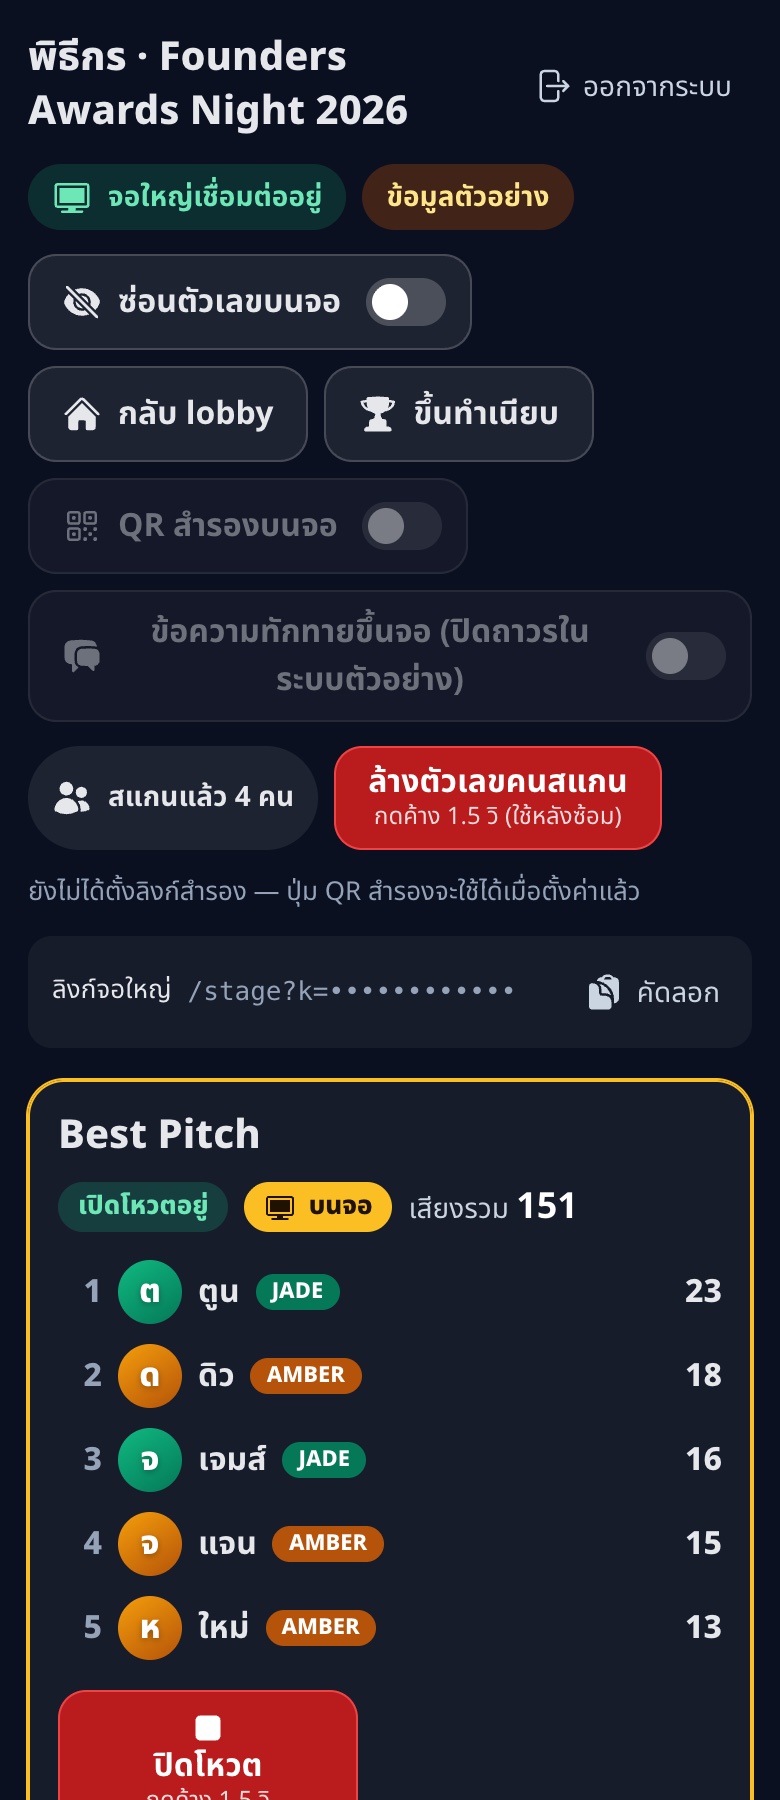 พิธีกร · Founders
Awards Night 2026
ออกจากระบบ
จอใหญ่เชื่อมต่ออยู่
ข้อมูลตัวอย่าง
ซ่อนตัวเลขบนจอ
กลับ lobby
ขึ้นทำเนียบ
QR สำรองบนจอ
ข้อความทักทายขึ้นจอ (ปิดถาวรใน
ระบบตัวอย่าง)
สแกนแล้ว 4 คน
ล้างตัวเลขคนสแกน
กดค้าง 1.5 วิ (ใช้หลังซ้อม)
ยังไม่ได้ตั้งลิงก์สำรอง — ปุ่ม QR สำรองจะใช้ได้เมื่อตั้งค่าแล้ว
ลิงก์จอใหญ่ /stage?k=••••••••••••
คัดลอก
Best Pitch
เปิดโหวตอยู่
บนจอ
เสียงรวม 151
1 ต ตูน JADE 23
2 ด ดิว AMBER 18
3 จ เจมส์ JADE 16
4 จ แจน AMBER 15
5 ห ใหม่ AMBER 13
ปิดโหวต
กดค้าง 1.5 วิ